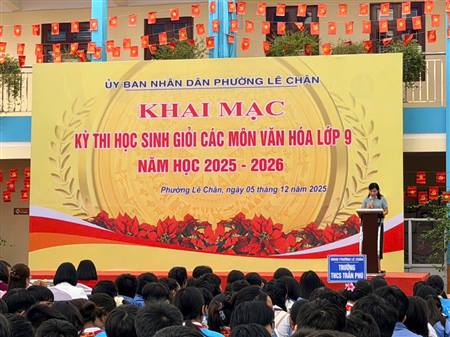 ỦY BAN NHÂN DÂN PHƯỜNG LÊ CHÂN
KHAI MẠC
KỲ THI HỌC SINH GIỎI CÁC MÔN VĂN HÓA LỚP 9
NĂM HỌC 2025 - 2026
Phường Lê Chân, ngày 05 tháng 12 năm 2025
TRƯỜNG
THCS TRẦN PHÚ